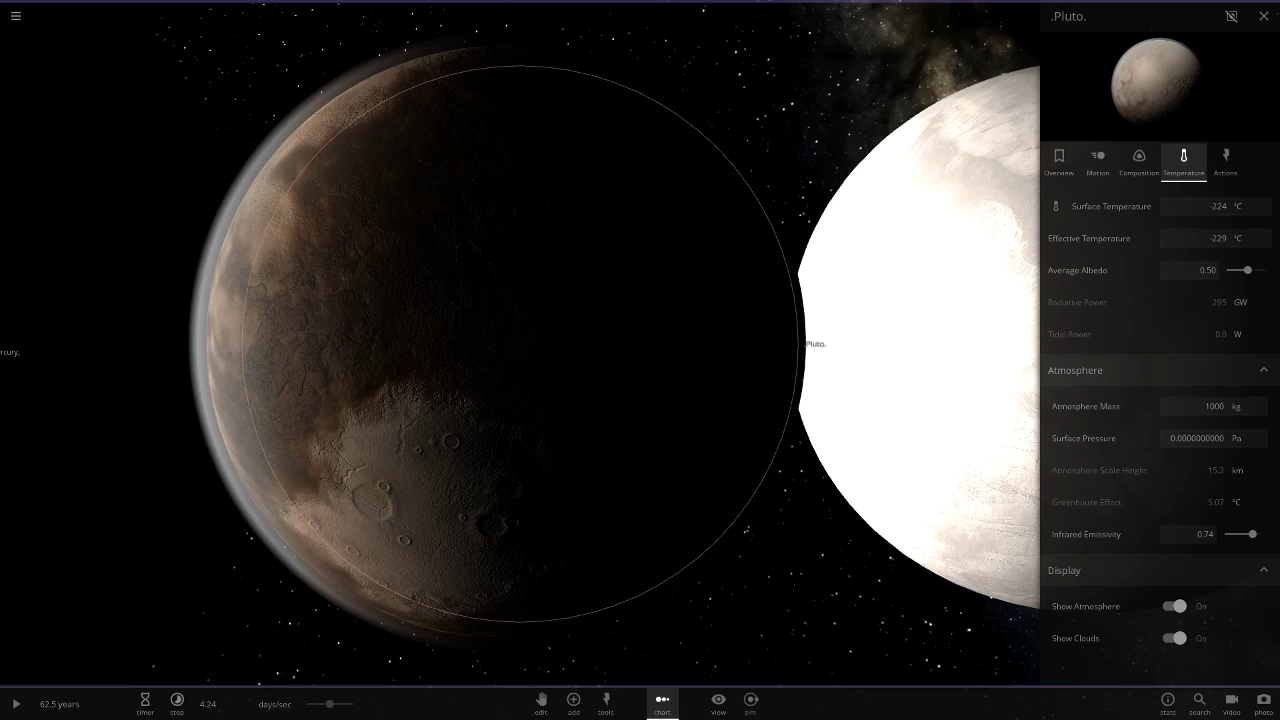 .Pluto.
Overview Motion Composition Temperature Actions
Surface Temperature -224 °C
Effective Temperature -229 °C
Average Albedo 0.50
Radiative Power 295 GW
Tidal Power 0.0 W
rcury,
.Pluto.
Atmosphere
Atmosphere Mass 1000 kg
Surface Pressure 0.0000000000 Pa
Atmosphere Scale Height 15.2 km
Greenhouse Effect 5.07 °C
Infrared Emissivity 0.74
Display
Show Atmosphere On
Show Clouds On
62.5 years timer step 4.24 days/sec edit add tools chart view sim stats search video photo